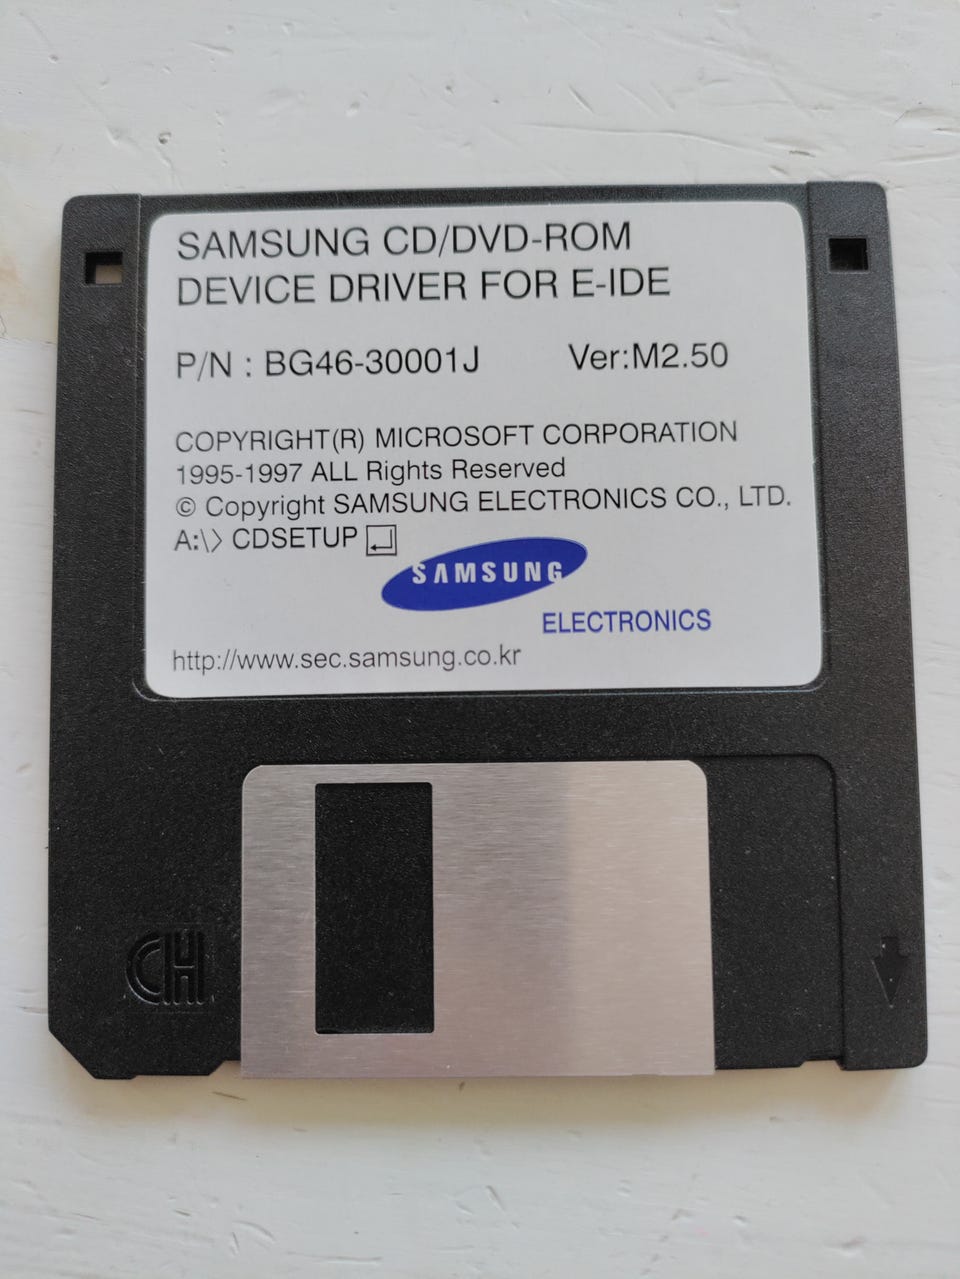 SAMSUNG CD/DVD-ROM
DEVICE DRIVER FOR E-IDE
P/N : BG46-30001J Ver:M2.50
COPYRIGHT(R) MICROSOFT CORPORATION
1995-1997 ALL Rights Reserved
© Copyright SAMSUNG ELECTRONICS CO., LTD.
A:\> CDSETUP ↵
SAMSUNG
ELECTRONICS
http://www.sec.samsung.co.kr
CH